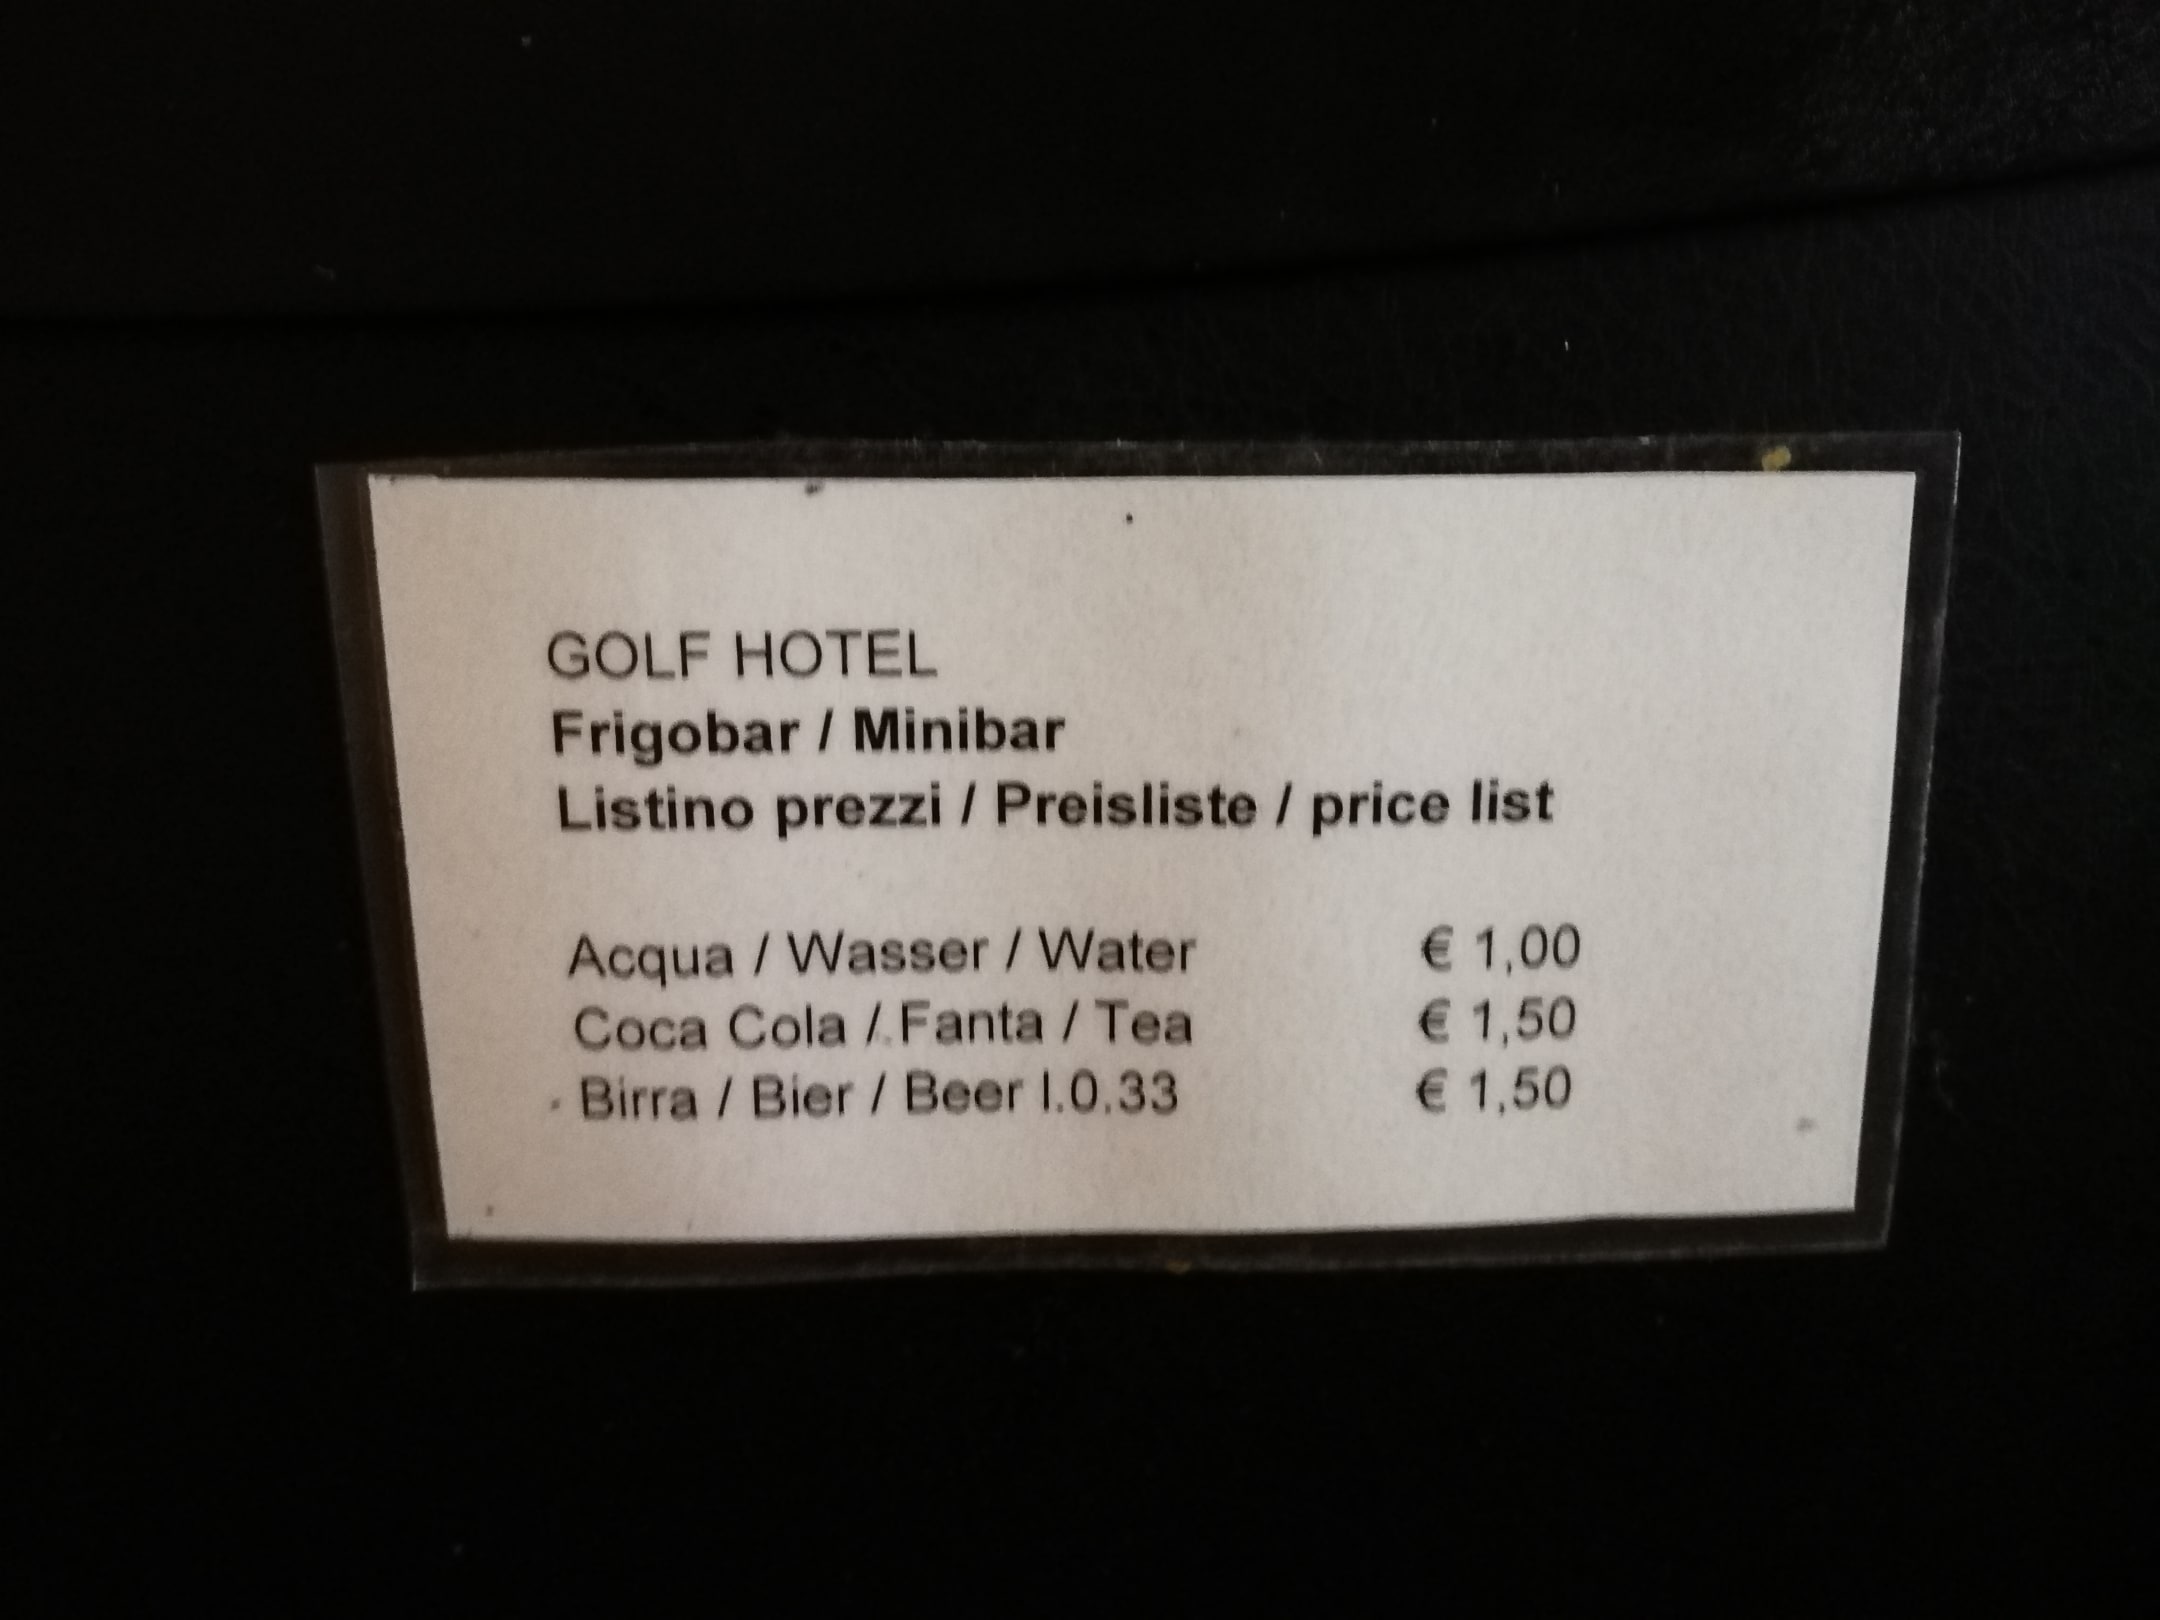 GOLF HOTEL
Frigobar / Minibar
Listino prezzi / Preisliste / price list
Acqua / Wasser / Water € 1,00
Coca Cola / Fanta / Tea € 1,50
Birra / Bier / Beer l.0.33 € 1,50